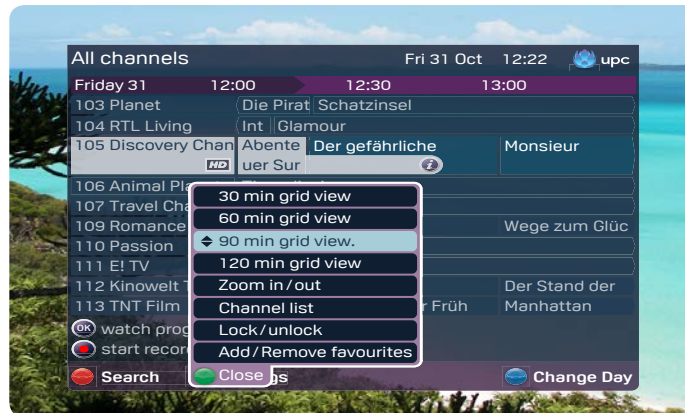 All channels Fri 31 Oct 12:22 upc
Friday 31 12:00 12:30 13:00
103 Planet Die Pirat Schatzinsel
104 RTL Living Int Glamour
105 Discovery Chan Abente Der gefährliche Monsieur
HD uer Sur i
106 Animal Pla
107 Travel Cha
109 Romance Wege zum Glüc
110 Passion
111 E! TV
112 Kinowelt T Der Stand der
113 TNT Film Früh Manhattan
30 min grid view
60 min grid view
90 min grid view.
120 min grid view
Zoom in/out
Channel list
Lock/unlock
Add/Remove favourites
OK watch prog
start recor
Search Close gs Change Day